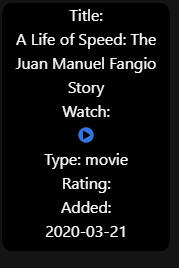 Title:
A Life of Speed: The
Juan Manuel Fangio
Story
Watch:
Type: movie
Rating:
Added:
2020-03-21